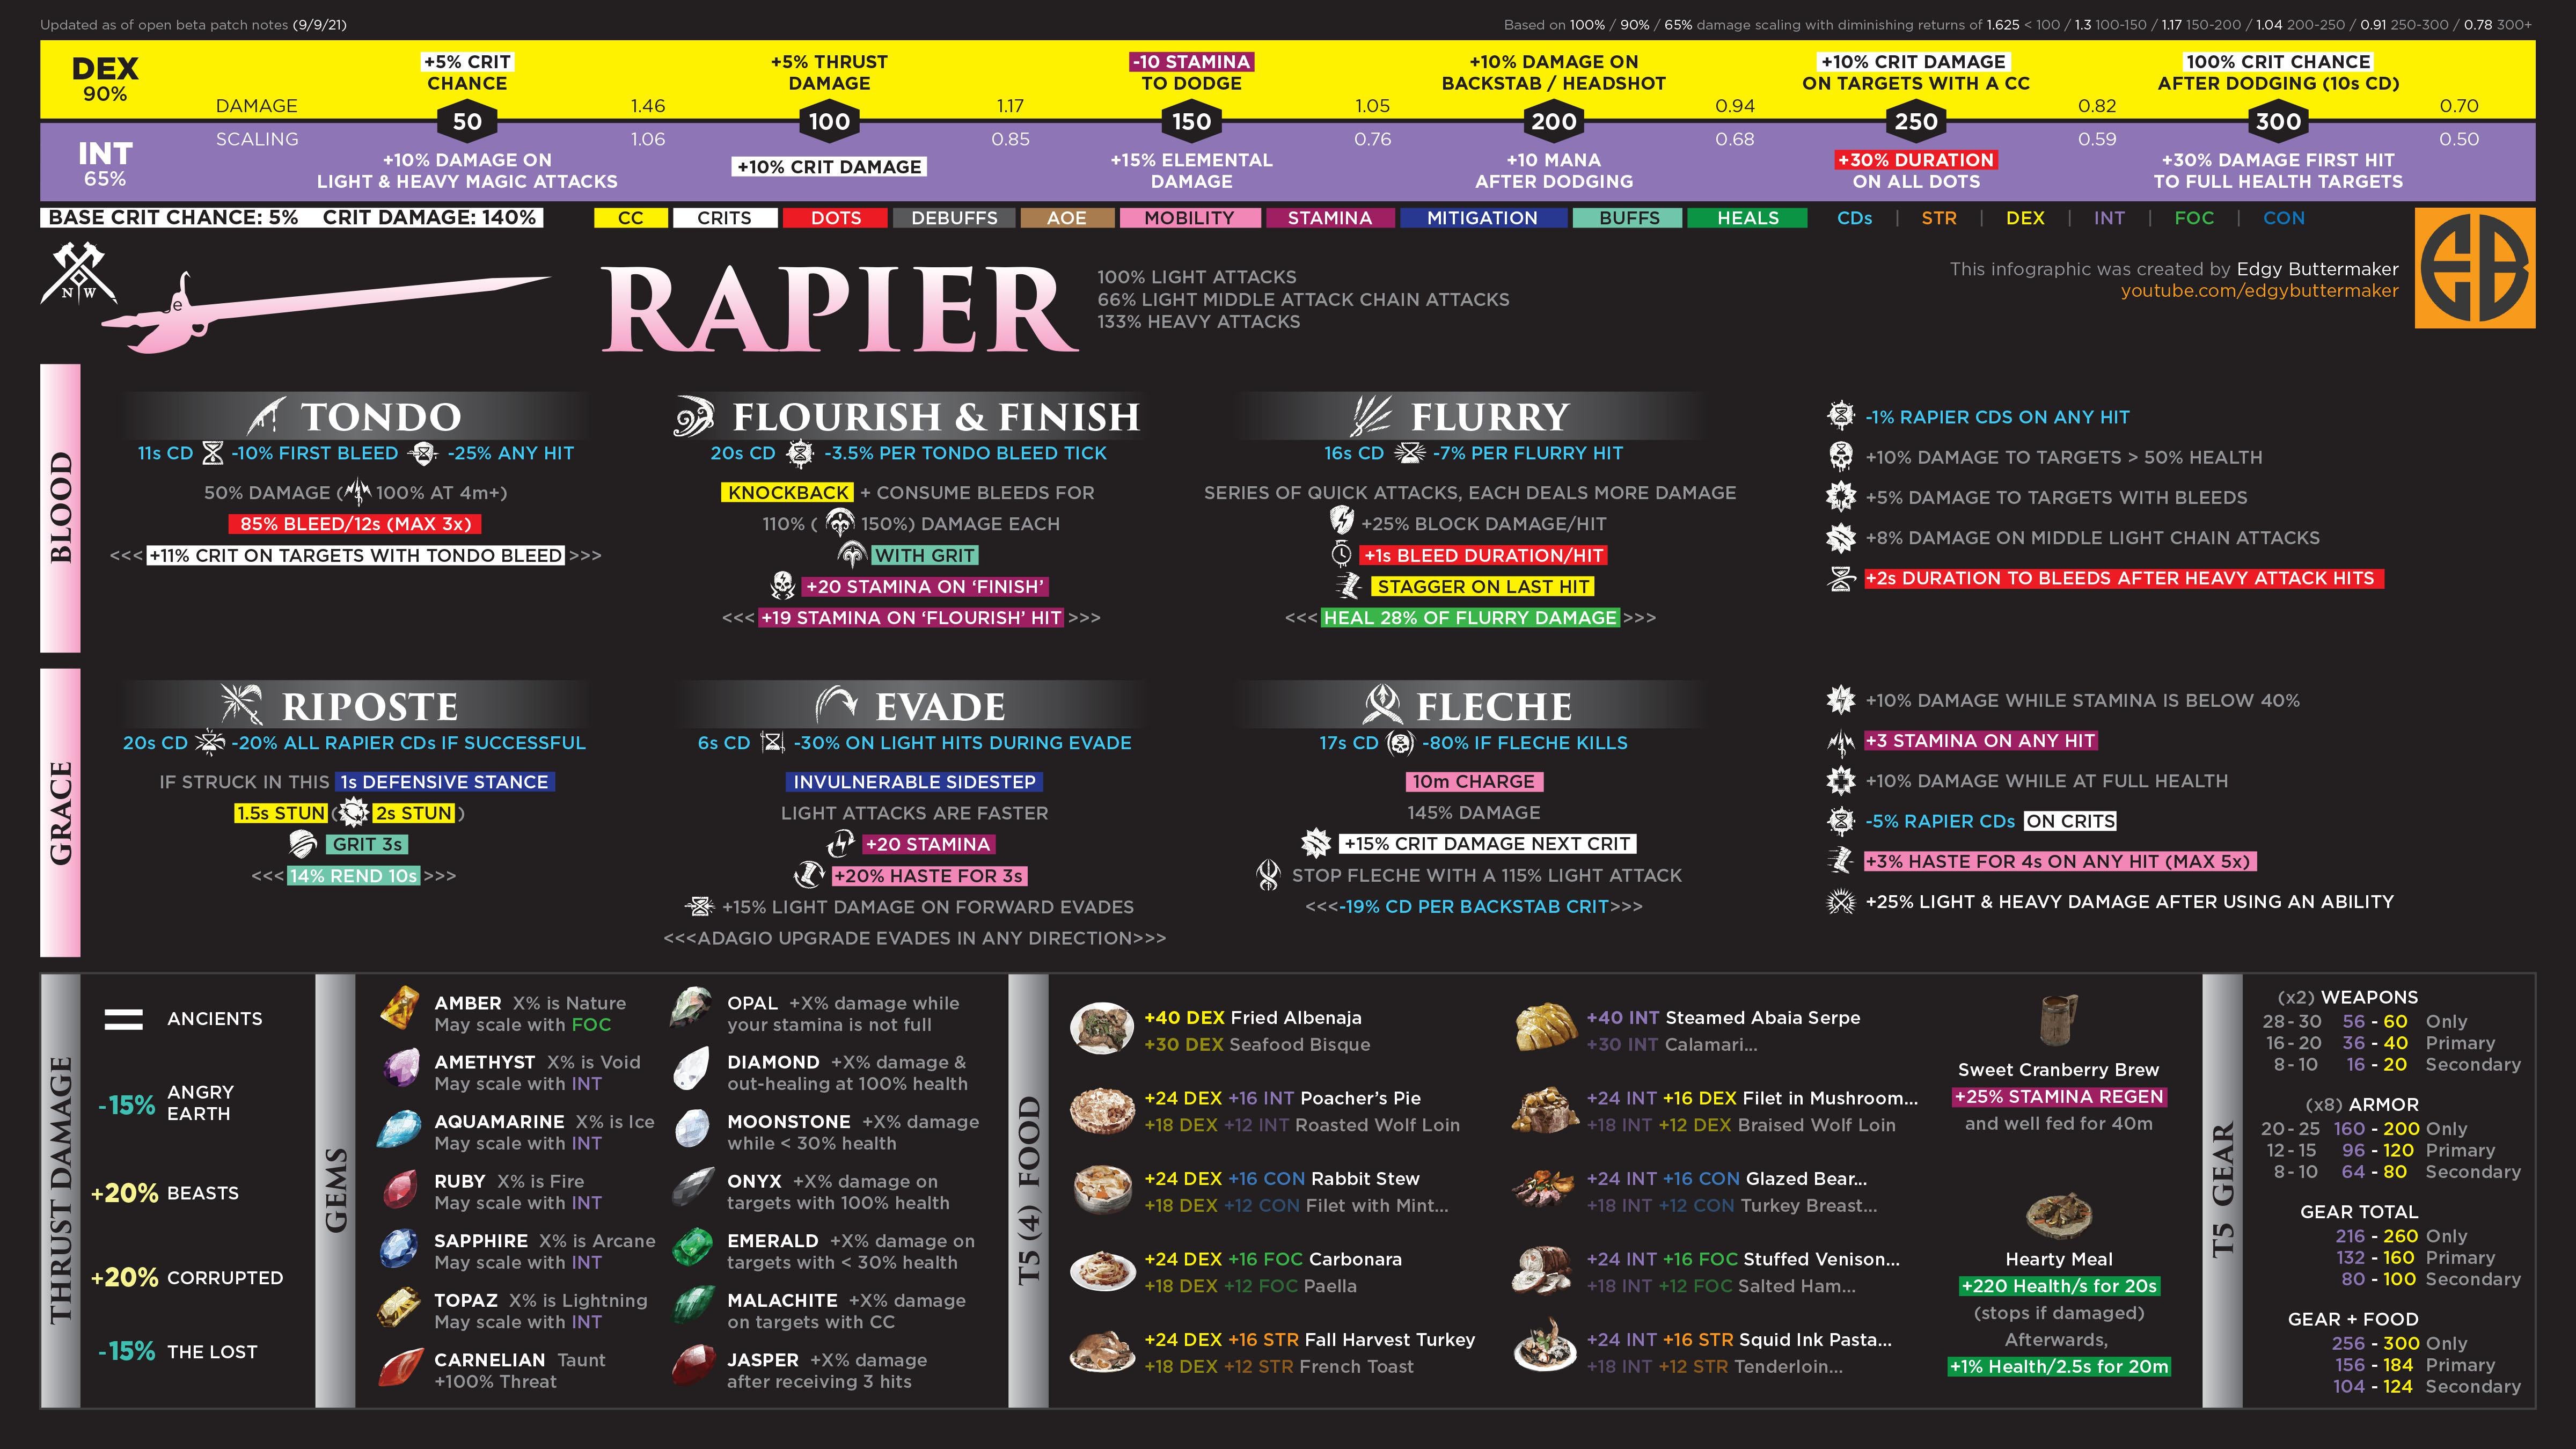 Updated as of open beta patch notes (9/9/21)
Based on 100% / 90% / 65% damage scaling with diminishing returns of 1.625 < 100 / 1.3 100-150 / 1.17 150-200 / 1.04 200-250 / 0.91 250-300 / 0.78 300+
DEX
90%
+5% CRIT
CHANCE
+5% THRUST
DAMAGE
-10 STAMINA
TO DODGE
+10% DAMAGE ON
BACKSTAB / HEADSHOT
+10% CRIT DAMAGE
ON TARGETS WITH A CC
100% CRIT CHANCE
AFTER DODGING (10s CD)
DAMAGE 1.46 1.17 1.05 0.94 0.82 0.70
50 100 150 200 250 300
SCALING 1.06 0.85 0.76 0.68 0.59 0.50
INT
65%
+10% DAMAGE ON
LIGHT & HEAVY MAGIC ATTACKS
+10% CRIT DAMAGE
+15% ELEMENTAL
DAMAGE
+10 MANA
AFTER DODGING
+30% DURATION
ON ALL DOTS
+30% DAMAGE FIRST HIT
TO FULL HEALTH TARGETS
BASE CRIT CHANCE: 5% CRIT DAMAGE: 140%
CC CRITS DOTS DEBUFFS AOE MOBILITY STAMINA MITIGATION BUFFS HEALS CDs | STR | DEX | INT | FOC | CON
N W
e
RAPIER
100% LIGHT ATTACKS
66% LIGHT MIDDLE ATTACK CHAIN ATTACKS
133% HEAVY ATTACKS
This infographic was created by Edgy Buttermaker
youtube.com/edgybuttermaker
EB
BLOOD
TONDO
11s CD -10% FIRST BLEED -25% ANY HIT
50% DAMAGE ( 100% AT 4m+)
85% BLEED/12s (MAX 3x)
<<< +11% CRIT ON TARGETS WITH TONDO BLEED >>>
FLOURISH & FINISH
20s CD -3.5% PER TONDO BLEED TICK
KNOCKBACK + CONSUME BLEEDS FOR
110% ( 150%) DAMAGE EACH
WITH GRIT
+20 STAMINA ON ‘FINISH’
<<< +19 STAMINA ON ‘FLOURISH’ HIT >>>
FLURRY
16s CD -7% PER FLURRY HIT
SERIES OF QUICK ATTACKS, EACH DEALS MORE DAMAGE
+25% BLOCK DAMAGE/HIT
+1s BLEED DURATION/HIT
STAGGER ON LAST HIT
<<< HEAL 28% OF FLURRY DAMAGE >>>
-1% RAPIER CDS ON ANY HIT
+10% DAMAGE TO TARGETS > 50% HEALTH
+5% DAMAGE TO TARGETS WITH BLEEDS
+8% DAMAGE ON MIDDLE LIGHT CHAIN ATTACKS
+2s DURATION TO BLEEDS AFTER HEAVY ATTACK HITS
GRACE
RIPOSTE
20s CD -20% ALL RAPIER CDs IF SUCCESSFUL
IF STRUCK IN THIS 1s DEFENSIVE STANCE
1.5s STUN ( 2s STUN )
GRIT 3s
<<< 14% REND 10s >>>
EVADE
6s CD -30% ON LIGHT HITS DURING EVADE
INVULNERABLE SIDESTEP
LIGHT ATTACKS ARE FASTER
+20 STAMINA
+20% HASTE FOR 3s
+15% LIGHT DAMAGE ON FORWARD EVADES
<<<ADAGIO UPGRADE EVADES IN ANY DIRECTION>>>
FLECHE
17s CD -80% IF FLECHE KILLS
10m CHARGE
145% DAMAGE
+15% CRIT DAMAGE NEXT CRIT
STOP FLECHE WITH A 115% LIGHT ATTACK
<<<-19% CD PER BACKSTAB CRIT>>>
+10% DAMAGE WHILE STAMINA IS BELOW 40%
+3 STAMINA ON ANY HIT
+10% DAMAGE WHILE AT FULL HEALTH
-5% RAPIER CDs ON CRITS
+3% HASTE FOR 4s ON ANY HIT (MAX 5x)
+25% LIGHT & HEAVY DAMAGE AFTER USING AN ABILITY
THRUST DAMAGE
= ANCIENTS
-15% ANGRY
EARTH
+20% BEASTS
+20% CORRUPTED
-15% THE LOST
GEMS
AMBER X% is Nature
May scale with FOC
AMETHYST X% is Void
May scale with INT
AQUAMARINE X% is Ice
May scale with INT
RUBY X% is Fire
May scale with INT
SAPPHIRE X% is Arcane
May scale with INT
TOPAZ X% is Lightning
May scale with INT
CARNELIAN Taunt
+100% Threat
OPAL +X% damage while
your stamina is not full
DIAMOND +X% damage &
out-healing at 100% health
MOONSTONE +X% damage
while < 30% health
ONYX +X% damage on
targets with 100% health
EMERALD +X% damage on
targets with < 30% health
MALACHITE +X% damage
on targets with CC
JASPER +X% damage
after receiving 3 hits
T5 (4) FOOD
+40 DEX Fried Albenaja
+30 DEX Seafood Bisque
+24 DEX +16 INT Poacher’s Pie
+18 DEX +12 INT Roasted Wolf Loin
+24 DEX +16 CON Rabbit Stew
+18 DEX +12 CON Filet with Mint...
+24 DEX +16 FOC Carbonara
+18 DEX +12 FOC Paella
+24 DEX +16 STR Fall Harvest Turkey
+18 DEX +12 STR French Toast
+40 INT Steamed Abaia Serpe
+30 INT Calamari...
+24 INT +16 DEX Filet in Mushroom...
+18 INT +12 DEX Braised Wolf Loin
+24 INT +16 CON Glazed Bear...
+18 INT +12 CON Turkey Breast...
+24 INT +16 FOC Stuffed Venison...
+18 INT +12 FOC Salted Ham...
+24 INT +16 STR Squid Ink Pasta...
+18 INT +12 STR Tenderloin...
Sweet Cranberry Brew
+25% STAMINA REGEN
and well fed for 40m
Hearty Meal
+220 Health/s for 20s
(stops if damaged)
Afterwards,
+1% Health/2.5s for 20m
T5 GEAR
(x2) WEAPONS
28-30 56 - 60 Only
16-20 36 - 40 Primary
8-10 16 - 20 Secondary
(x8) ARMOR
20-25 160 - 200 Only
12-15 96 - 120 Primary
8-10 64 - 80 Secondary
GEAR TOTAL
216 - 260 Only
132 - 160 Primary
80 - 100 Secondary
GEAR + FOOD
256 - 300 Only
156 - 184 Primary
104 - 124 Secondary